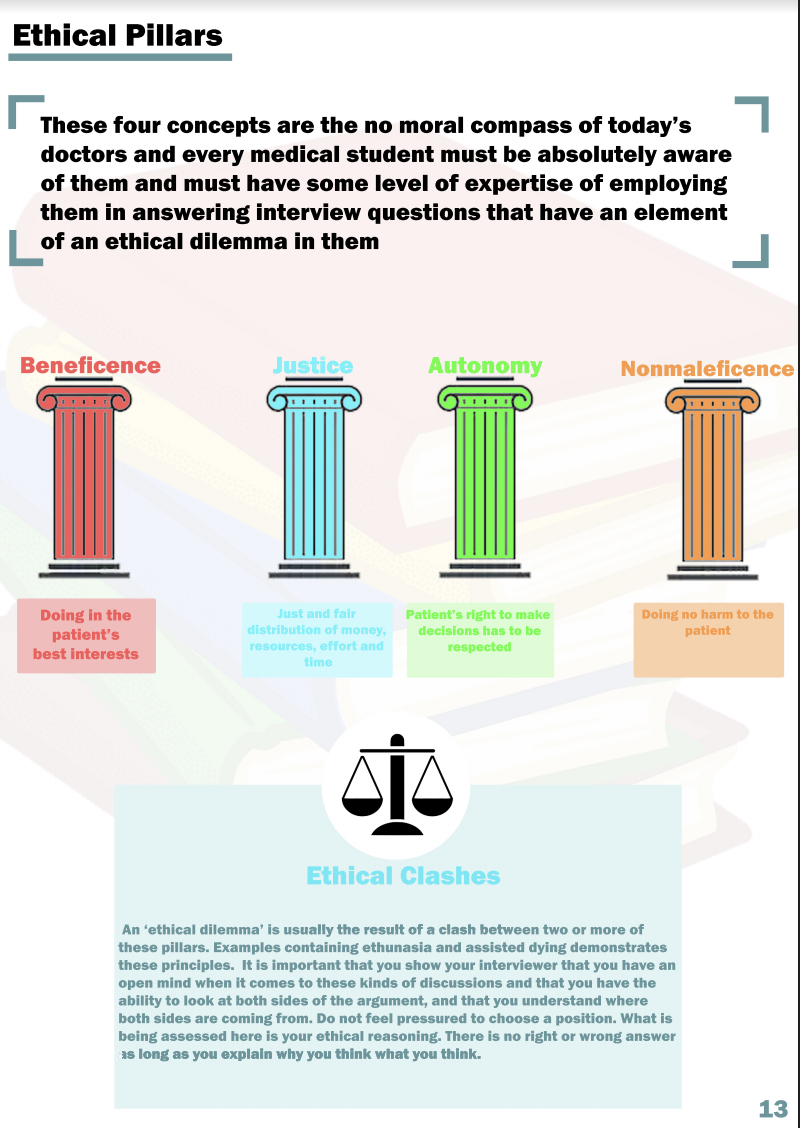 Ethical Pillars
These four concepts are the no moral compass of today's
doctors and every medical student must be absolutely aware
of them and must have some level of expertise of employing
them in answering interview questions that have an element
of an ethical dilemma in them
Beneficence
Justice
Autonomy
Nonmaleficence
Doing in the
patient's
best interests
Just and fair
distribution of money,
resources, effort and
time
Patient's right to make
decisions has to be
respected
Doing no harm to the
patient
Ethical Clashes
An 'ethical dilemma' is usually the result of a clash between two or more of
these pillars. Examples containing ethunasia and assisted dying demonstrates
these principles. It is important that you show your interviewer that you have an
open mind when it comes to these kinds of discussions and that you have the
ability to look at both sides of the argument, and that you understand where
both sides are coming from. Do not feel pressured to choose a position. What is
being assessed here is your ethical reasoning. There is no right or wrong answer
as long as you explain why you think what you think.
13